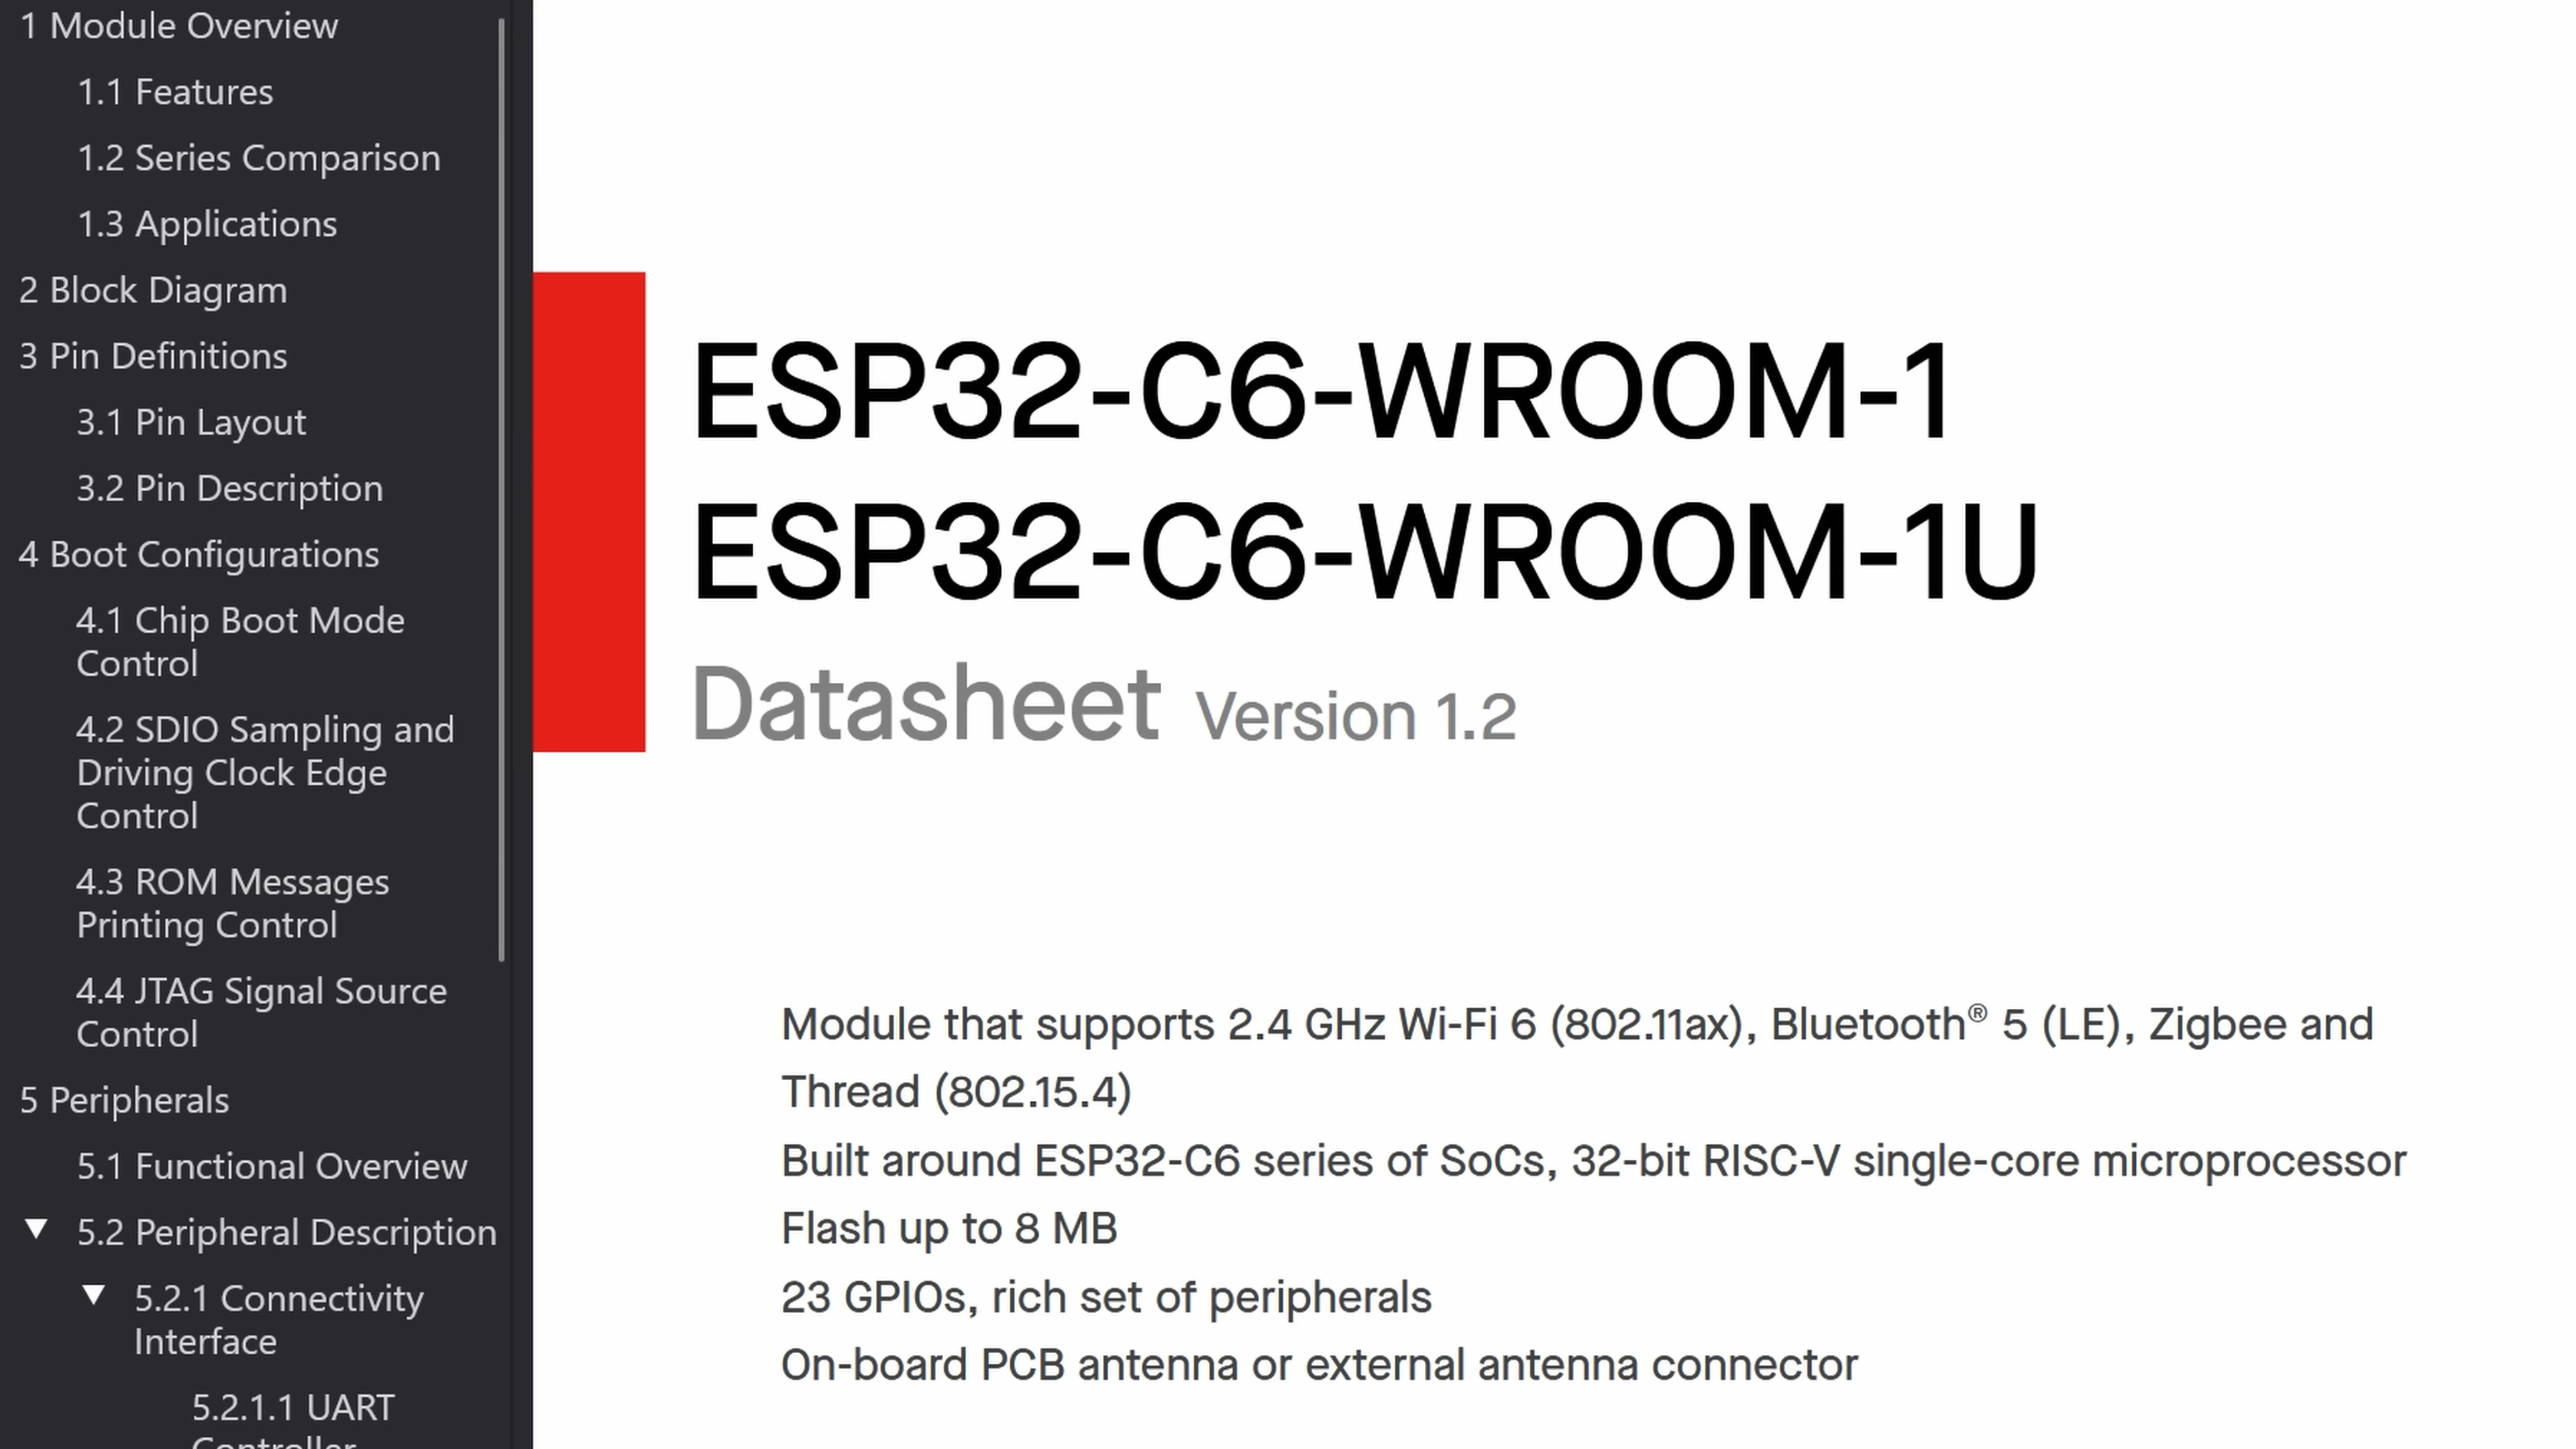 1 Module Overview
1.1 Features
1.2 Series Comparison
1.3 Applications
2 Block Diagram
3 Pin Definitions
3.1 Pin Layout
3.2 Pin Description
4 Boot Configurations
4.1 Chip Boot Mode
Control
4.2 SDIO Sampling and
Driving Clock Edge
Control
4.3 ROM Messages
Printing Control
4.4 JTAG Signal Source
Control
5 Peripherals
5.1 Functional Overview
5.2 Peripheral Description
5.2.1 Connectivity
Interface
5.2.1.1 UART
Controller
ESP32-C6-WROOM-1
ESP32-C6-WROOM-1U
Datasheet Version 1.2
Module that supports 2.4 GHz Wi-Fi 6 (802.11ax), Bluetooth® 5 (LE), Zigbee and
Thread (802.15.4)
Built around ESP32-C6 series of SoCs, 32-bit RISC-V single-core microprocessor
Flash up to 8 MB
23 GPIOs, rich set of peripherals
On-board PCB antenna or external antenna connector